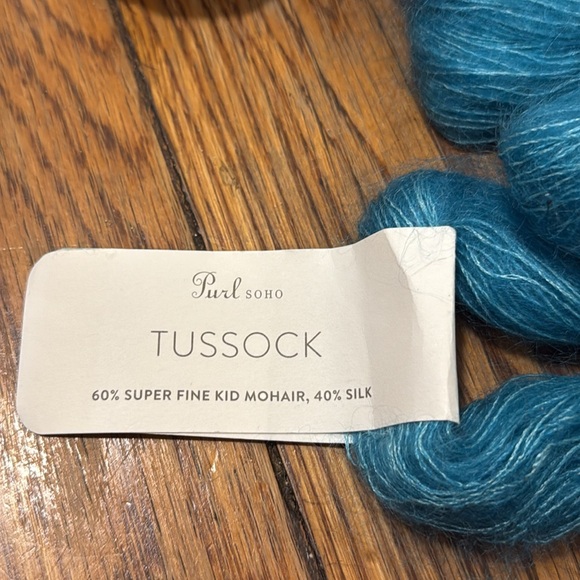 Purl SOHO
TUSSOCK
60% SUPER FINE KID MOHAIR, 40% SILK